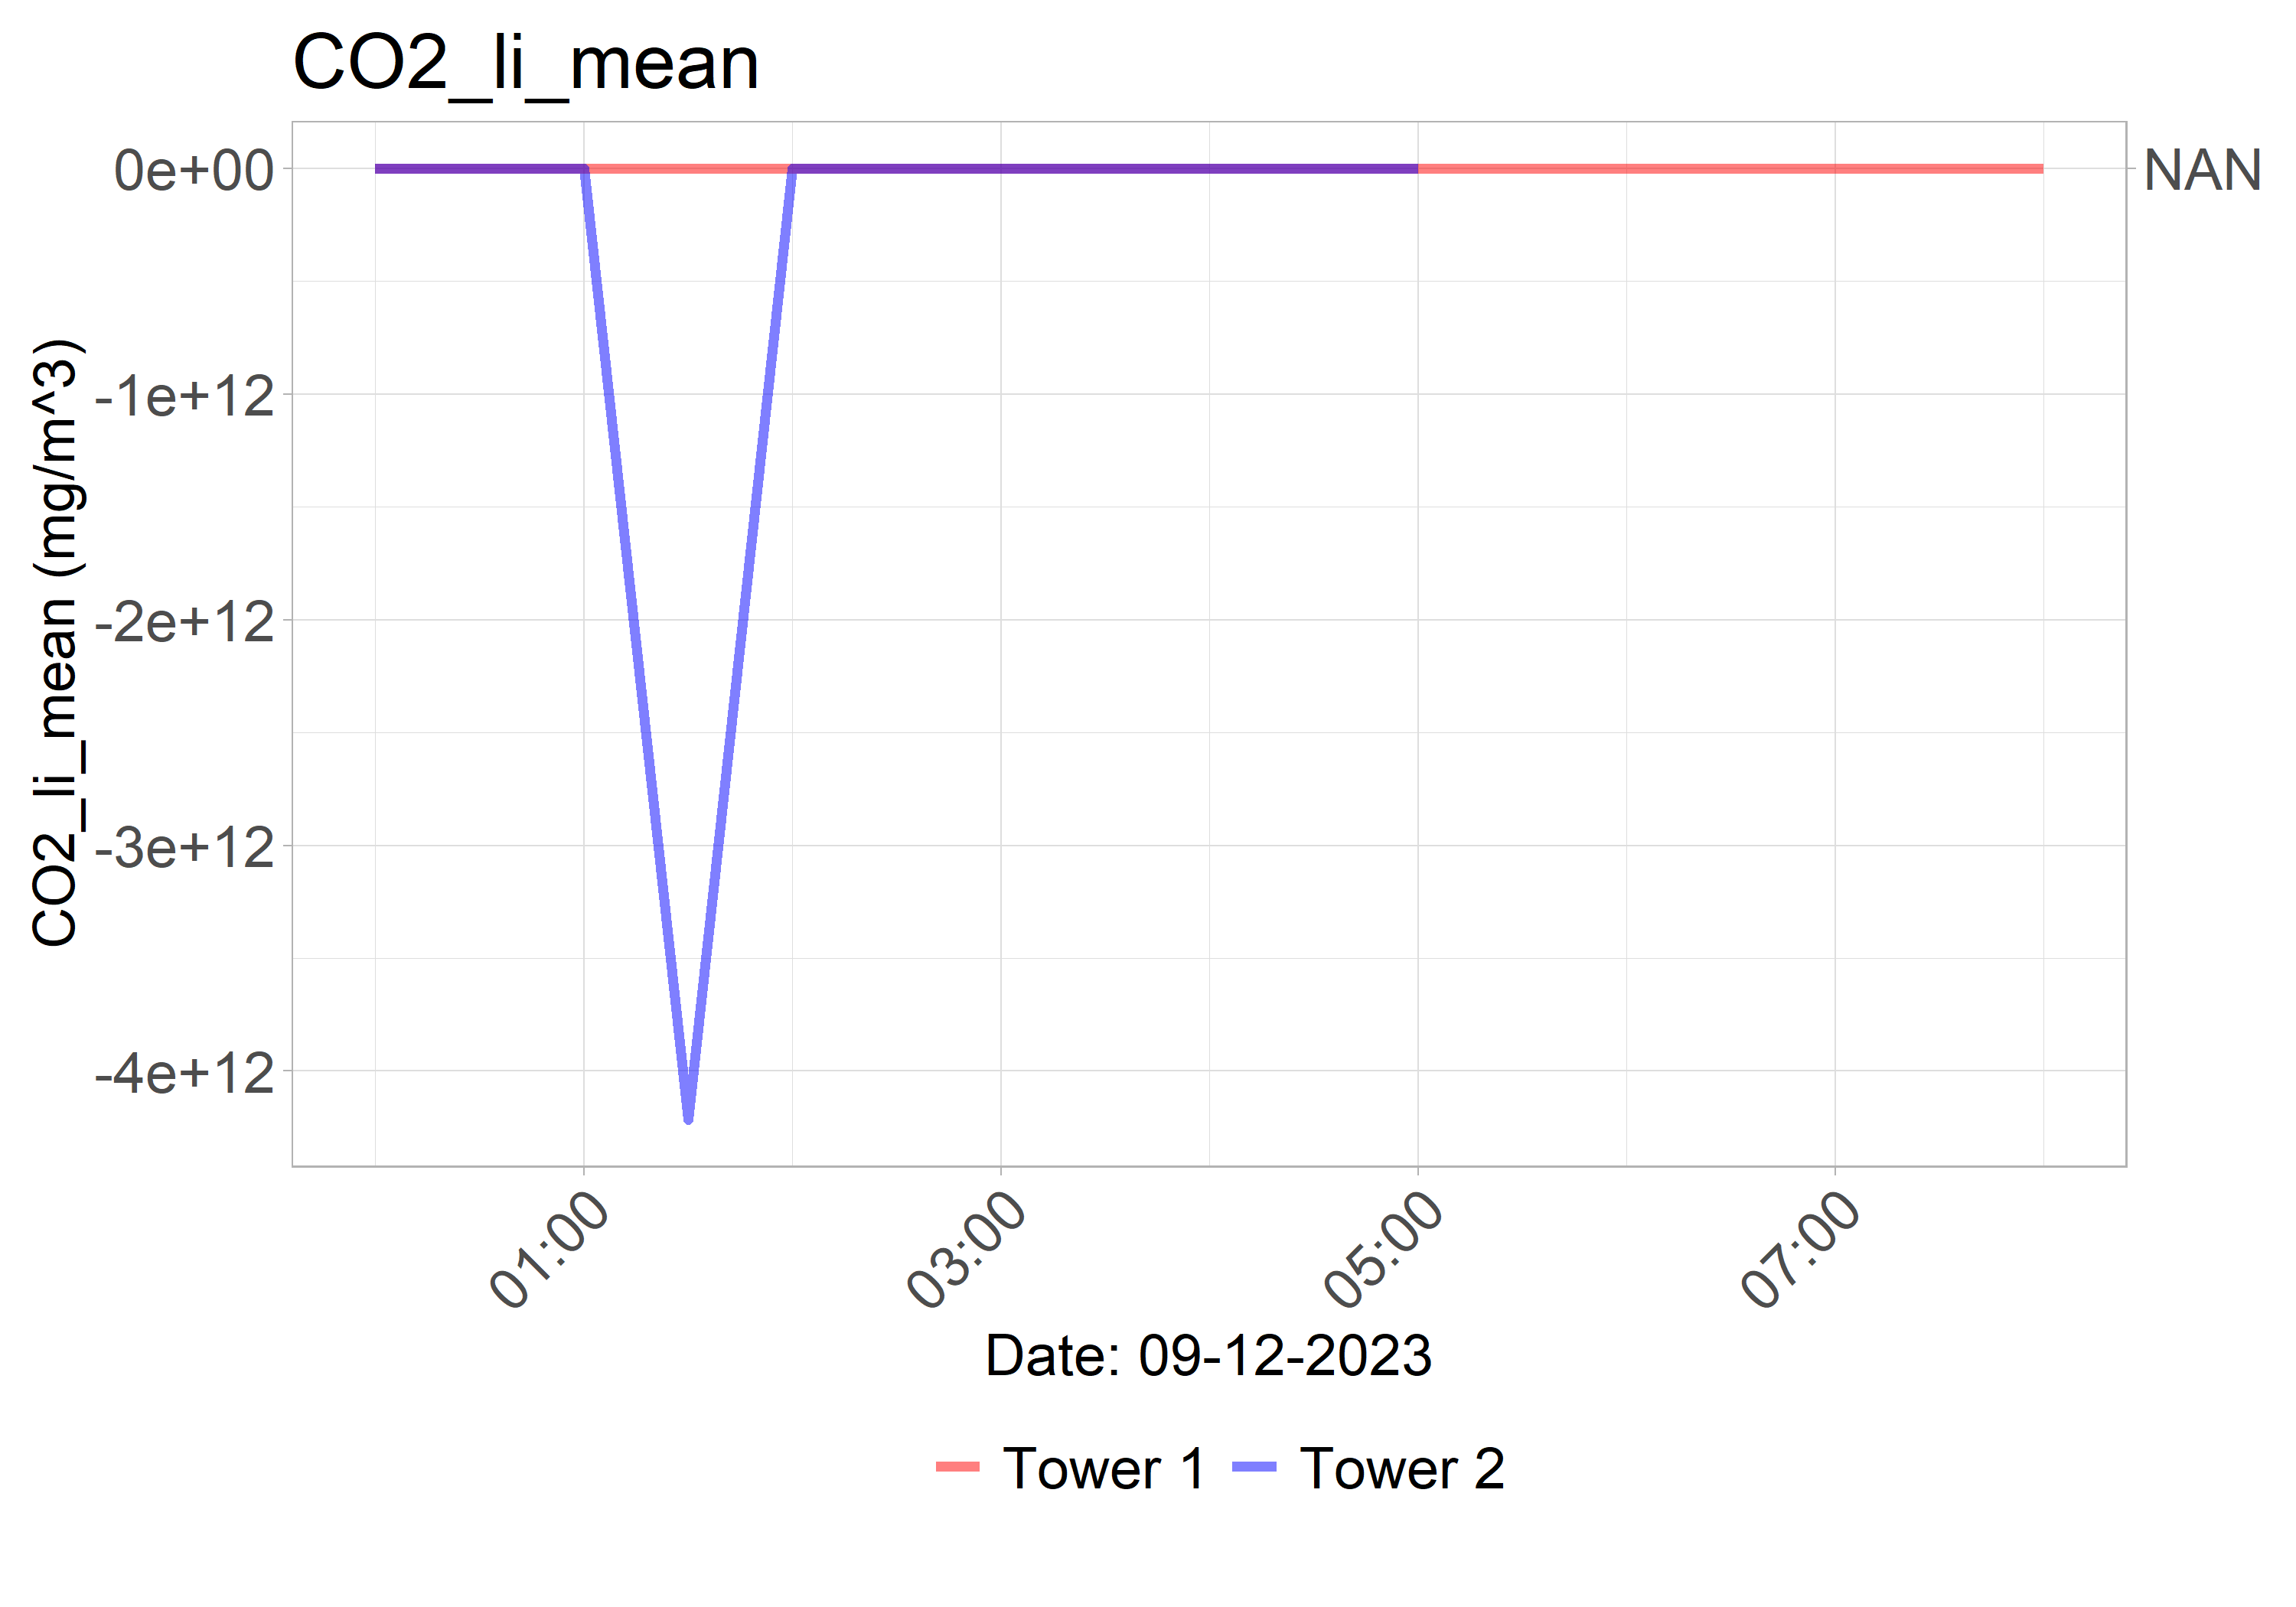 CO2_li_mean
0e+00
-1e+12
-2e+12
-3e+12
-4e+12
CO2_li_mean (mg/m^3)
NAN
01:00
03:00
05:00
07:00
Date: 09-12-2023
Tower 1
Tower 2